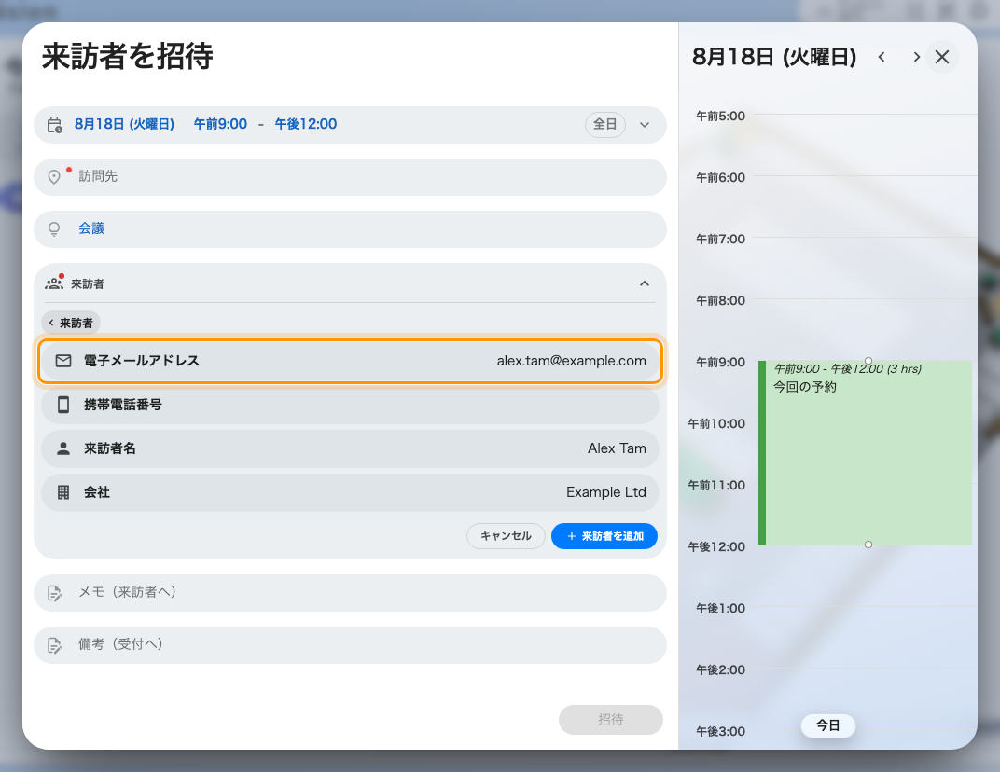 来訪者を招待
8月18日 (火曜日) 午前9:00 - 午後12:00 全日
訪問先
会議
来訪者
来訪者
電子メールアドレス alex.tam@example.com
携帯電話番号
来訪者名 Alex Tam
会社 Example Ltd
キャンセル + 来訪者を追加
メモ（来訪者へ）
備考（受付へ）
招待
8月18日 (火曜日)
午前5:00
午前6:00
午前7:00
午前8:00
午前9:00
午前9:00 - 午後12:00 (3 hrs)
今回の予約
午前10:00
午前11:00
午後12:00
午後1:00
午後2:00
午後3:00
今日